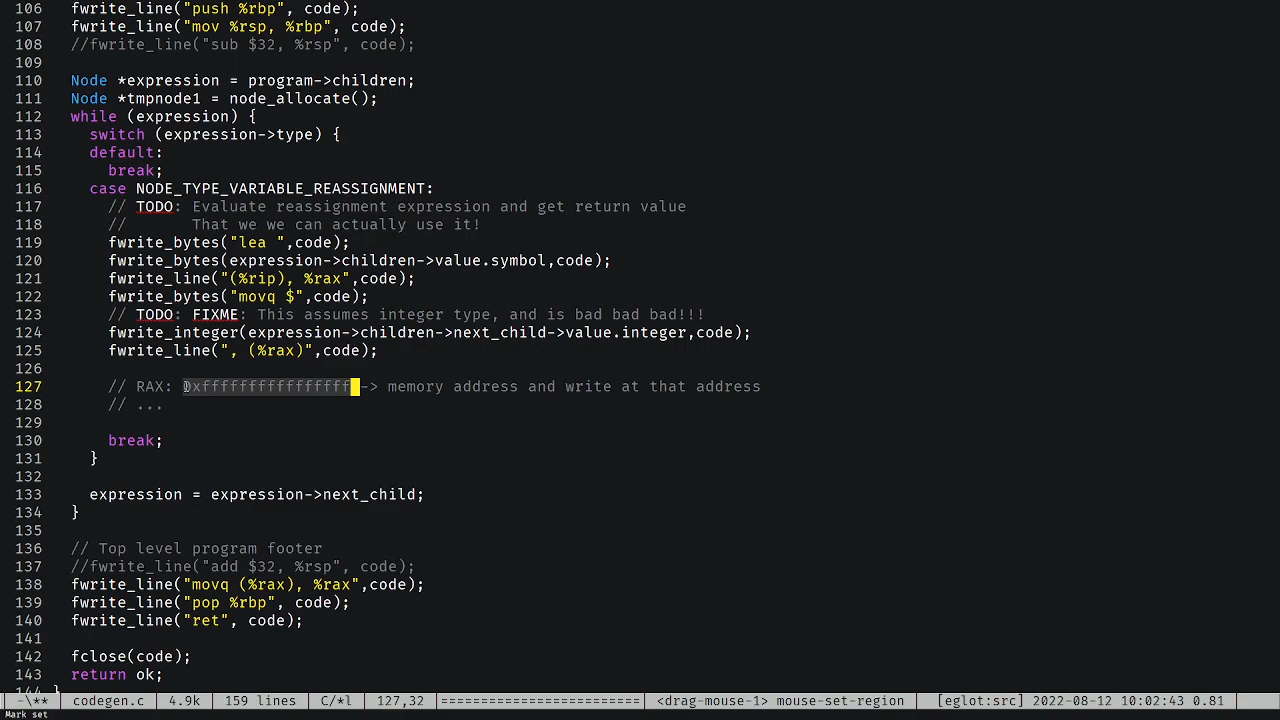 106 fwrite_line("push %rbp", code);
107 fwrite_line("mov %rsp, %rbp", code);
108 //fwrite_line("sub $32, %rsp", code);
109
110 Node *expression = program->children;
111 Node *tmpnode1 = node_allocate();
112 while (expression) {
113 switch (expression->type) {
114 default:
115 break;
116 case NODE_TYPE_VARIABLE_REASSIGNMENT:
117 // TODO: Evaluate reassignment expression and get return value
118 // That we we can actually use it!
119 fwrite_bytes("lea ",code);
120 fwrite_bytes(expression->children->value.symbol,code);
121 fwrite_line("(%rip), %rax",code);
122 fwrite_bytes("movq $",code);
123 // TODO: FIXME: This assumes integer type, and is bad bad bad!!!
124 fwrite_integer(expression->children->next_child->value.integer,code);
125 fwrite_line(", (%rax)",code);
126
127 // RAX: 0xffffffffffffffff -> memory address and write at that address
128 // ...
129
130 break;
131 }
132
133 expression = expression->next_child;
134 }
135
136 // Top level program footer
137 //fwrite_line("add $32, %rsp", code);
138 fwrite_line("movq (%rax), %rax",code);
139 fwrite_line("pop %rbp", code);
140 fwrite_line("ret", code);
141
142 fclose(code);
143 return ok;
144 }
-\** codegen.c 4.9k 159 lines C/*l 127,32 ======================== <drag-mouse-1> mouse-set-region [eglot:src] 2022-08-12 10:02:43 0.81
Mark set